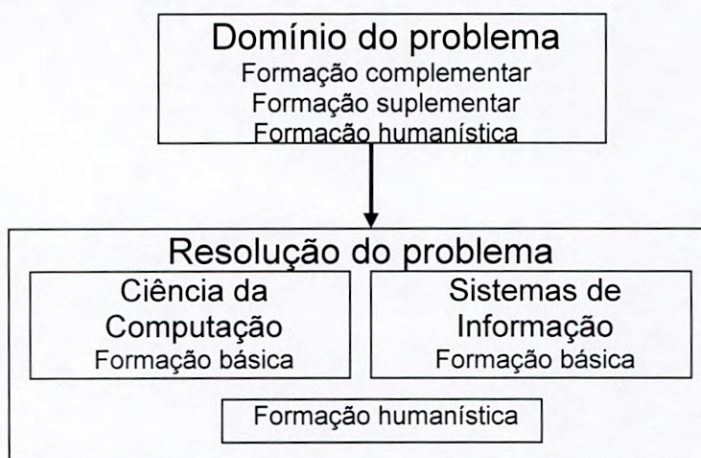 Domínio do problema
Formação complementar
Formação suplementar
Formação humanística
Resolução do problema
Ciência da
Computação
Formação básica
Sistemas de
Informação
Formação básica
Formação humanística